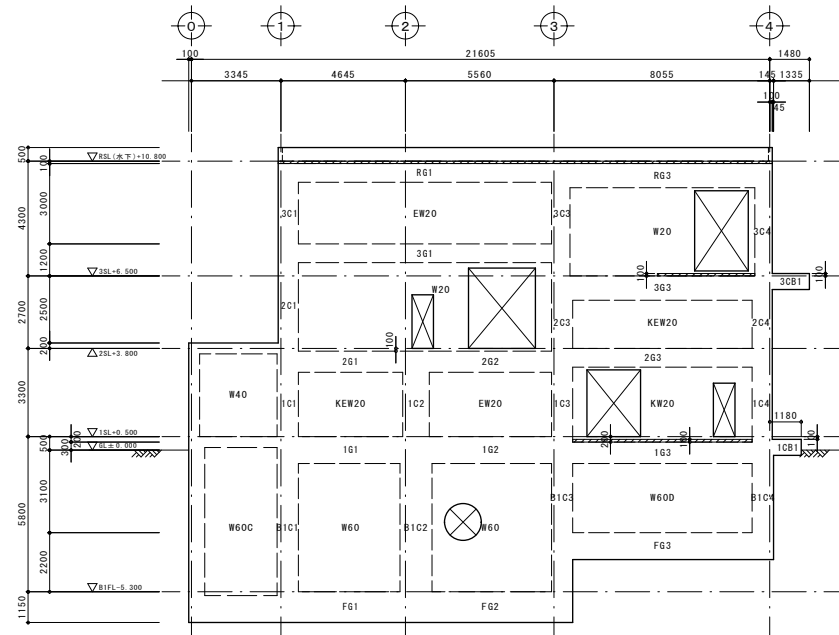 0 1 2 3 4
100 21605 1480
3345 4645 5560 8055 145 1335
100
45
500 100 RSL(水下)+10.800
RG1 RG3
4300 3000 3C1 EW20 3C3 W20 3C4
1200 3G1
3SL+6.500 100 100
3G3 3CB1
2700 2500 2C1 W20 2C3 KEW20 2C4
200 100
2SL+3.800 2G1 2G2 2G3
3300 W40 1C1 KEW20 1C2 EW20 1C3 KW20 1C4
1180
1SL+0.500
500 300 200 200 100 100
GL±0.000 1G1 1G2 1G3 1CB1
5800 3100 W60C B1C1 W60 B1C2 W60 B1C3 W60D B1C4
2200 FG3
B1FL-5.300
1150 FG1 FG2